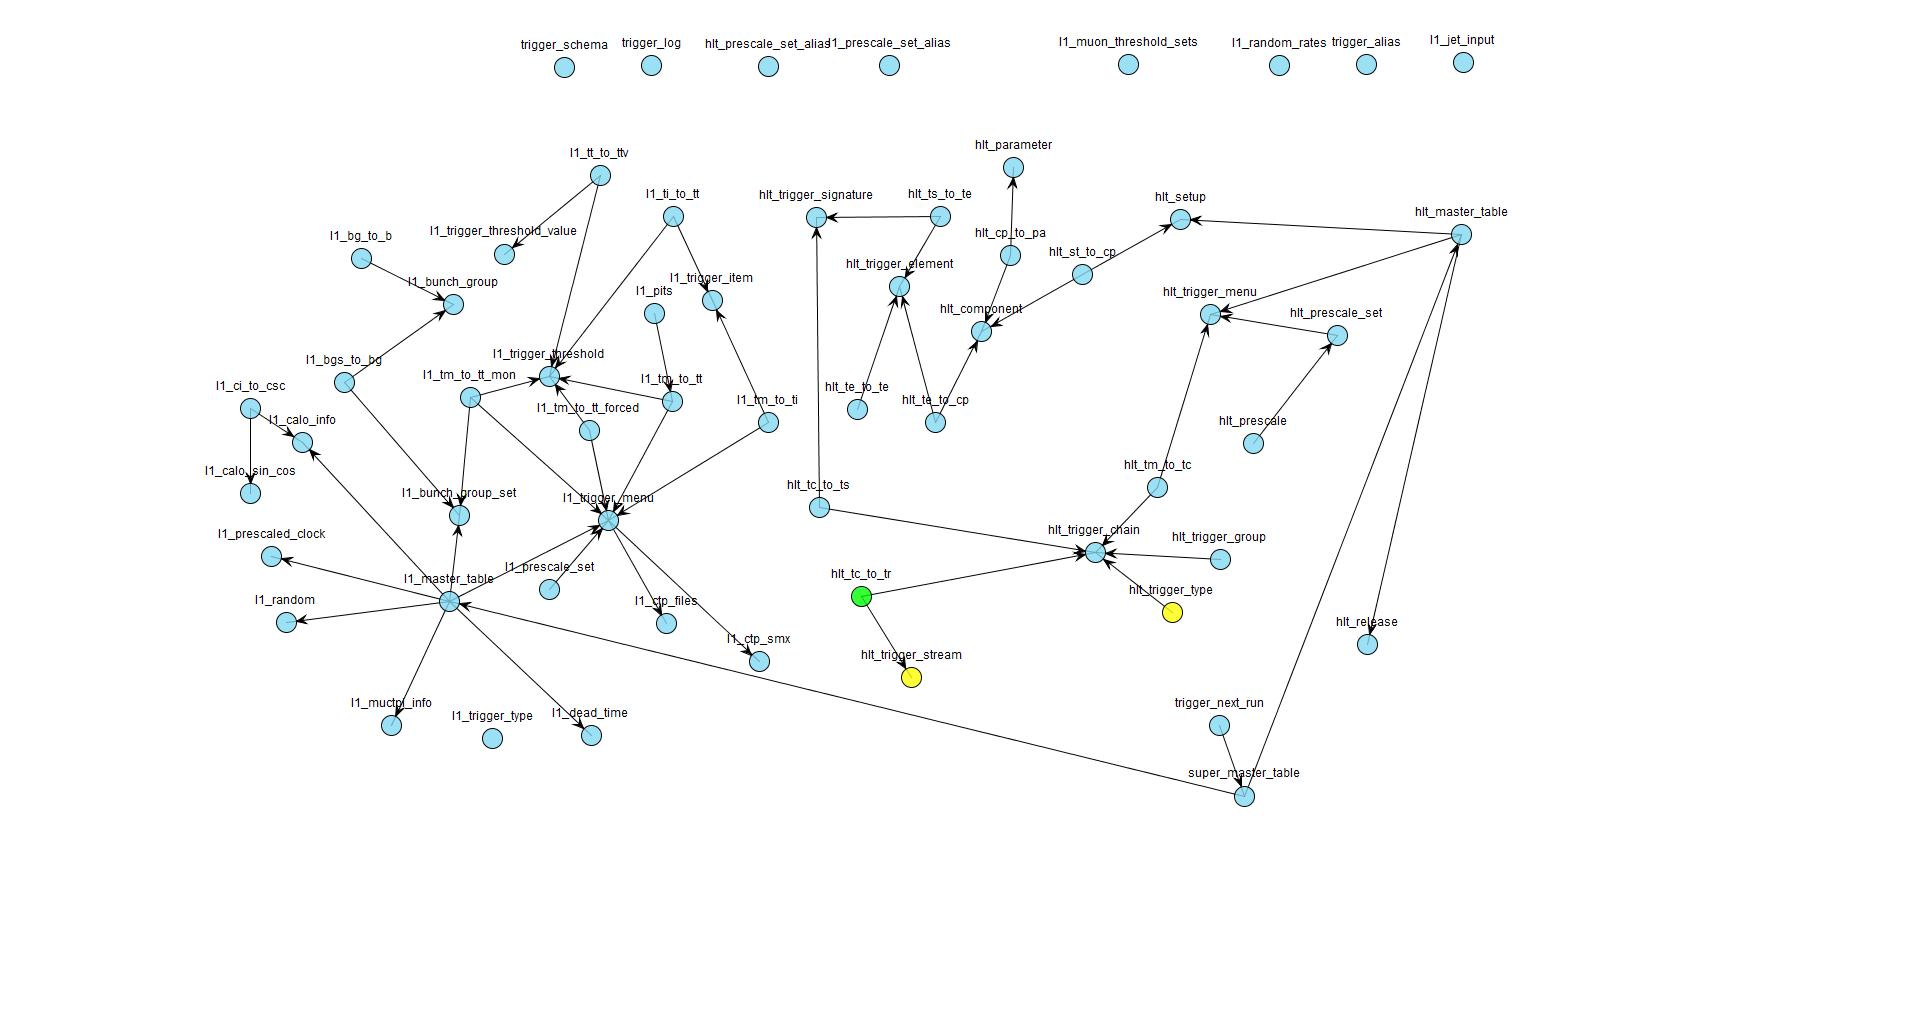 trigger_schema
trigger_log
hlt_prescale_set_alias
l1_prescale_set_alias
l1_muon_threshold_sets
l1_random_rates
trigger_alias
l1_jet_input
l1_tt_to_ttv
hlt_parameter
l1_ti_to_tt
hlt_trigger_signature
hlt_ts_to_te
hlt_setup
hlt_master_table
l1_bg_to_b
l1_trigger_threshold_value
hlt_cp_to_pa
hlt_st_to_cp
hlt_trigger_element
l1_bunch_group
l1_trigger_item
l1_pits
hlt_trigger_menu
hlt_component
hlt_prescale_set
l1_bgs_to_bg
l1_trigger_threshold
l1_tm_to_tt_mon
l1_tm_to_tt
l1_ci_to_csc
hlt_te_to_te
l1_tm_to_ti
hlt_te_to_cp
l1_tm_to_tt_forced
l1_calo_info
hlt_prescale
l1_calo_sin_cos
hlt_tm_to_tc
hlt_tc_to_ts
l1_bunch_group_set
l1_trigger_menu
l1_prescaled_clock
hlt_trigger_chain
hlt_trigger_group
l1_prescale_set
hlt_tc_to_tr
l1_master_table
hlt_trigger_type
l1_random
l1_ctp_files
hlt_release
l1_ctp_smx
hlt_trigger_stream
l1_muctpi_info
trigger_next_run
l1_trigger_type
l1_dead_time
super_master_table